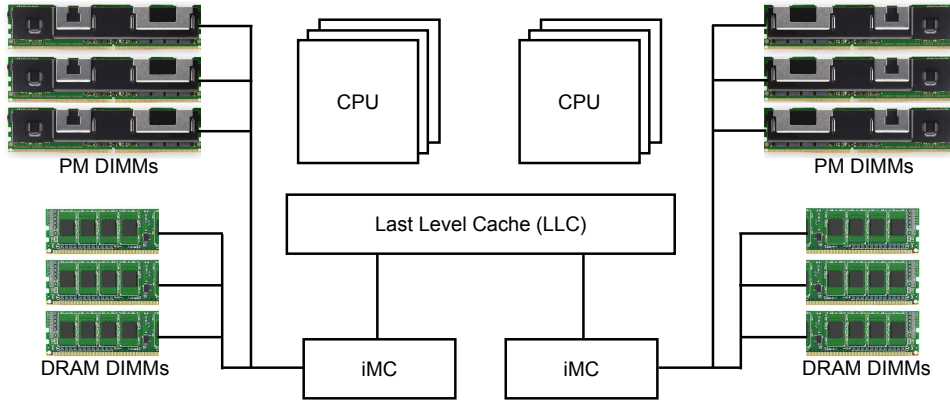 CPU
CPU
PM DIMMs
PM DIMMs
Last Level Cache (LLC)
DRAM DIMMs
iMC
iMC
DRAM DIMMs